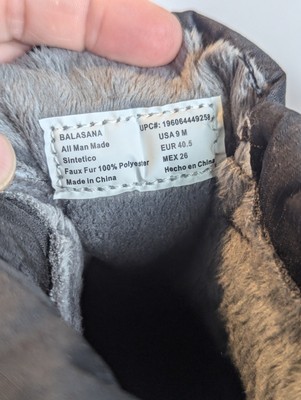 BALASANA
All Man Made
Sintetico
Faux Fur 100% Polyester
Made in China
UPC#: 196064449258
USA 9 M
EUR 40.5
MEX 26
Hecho en China